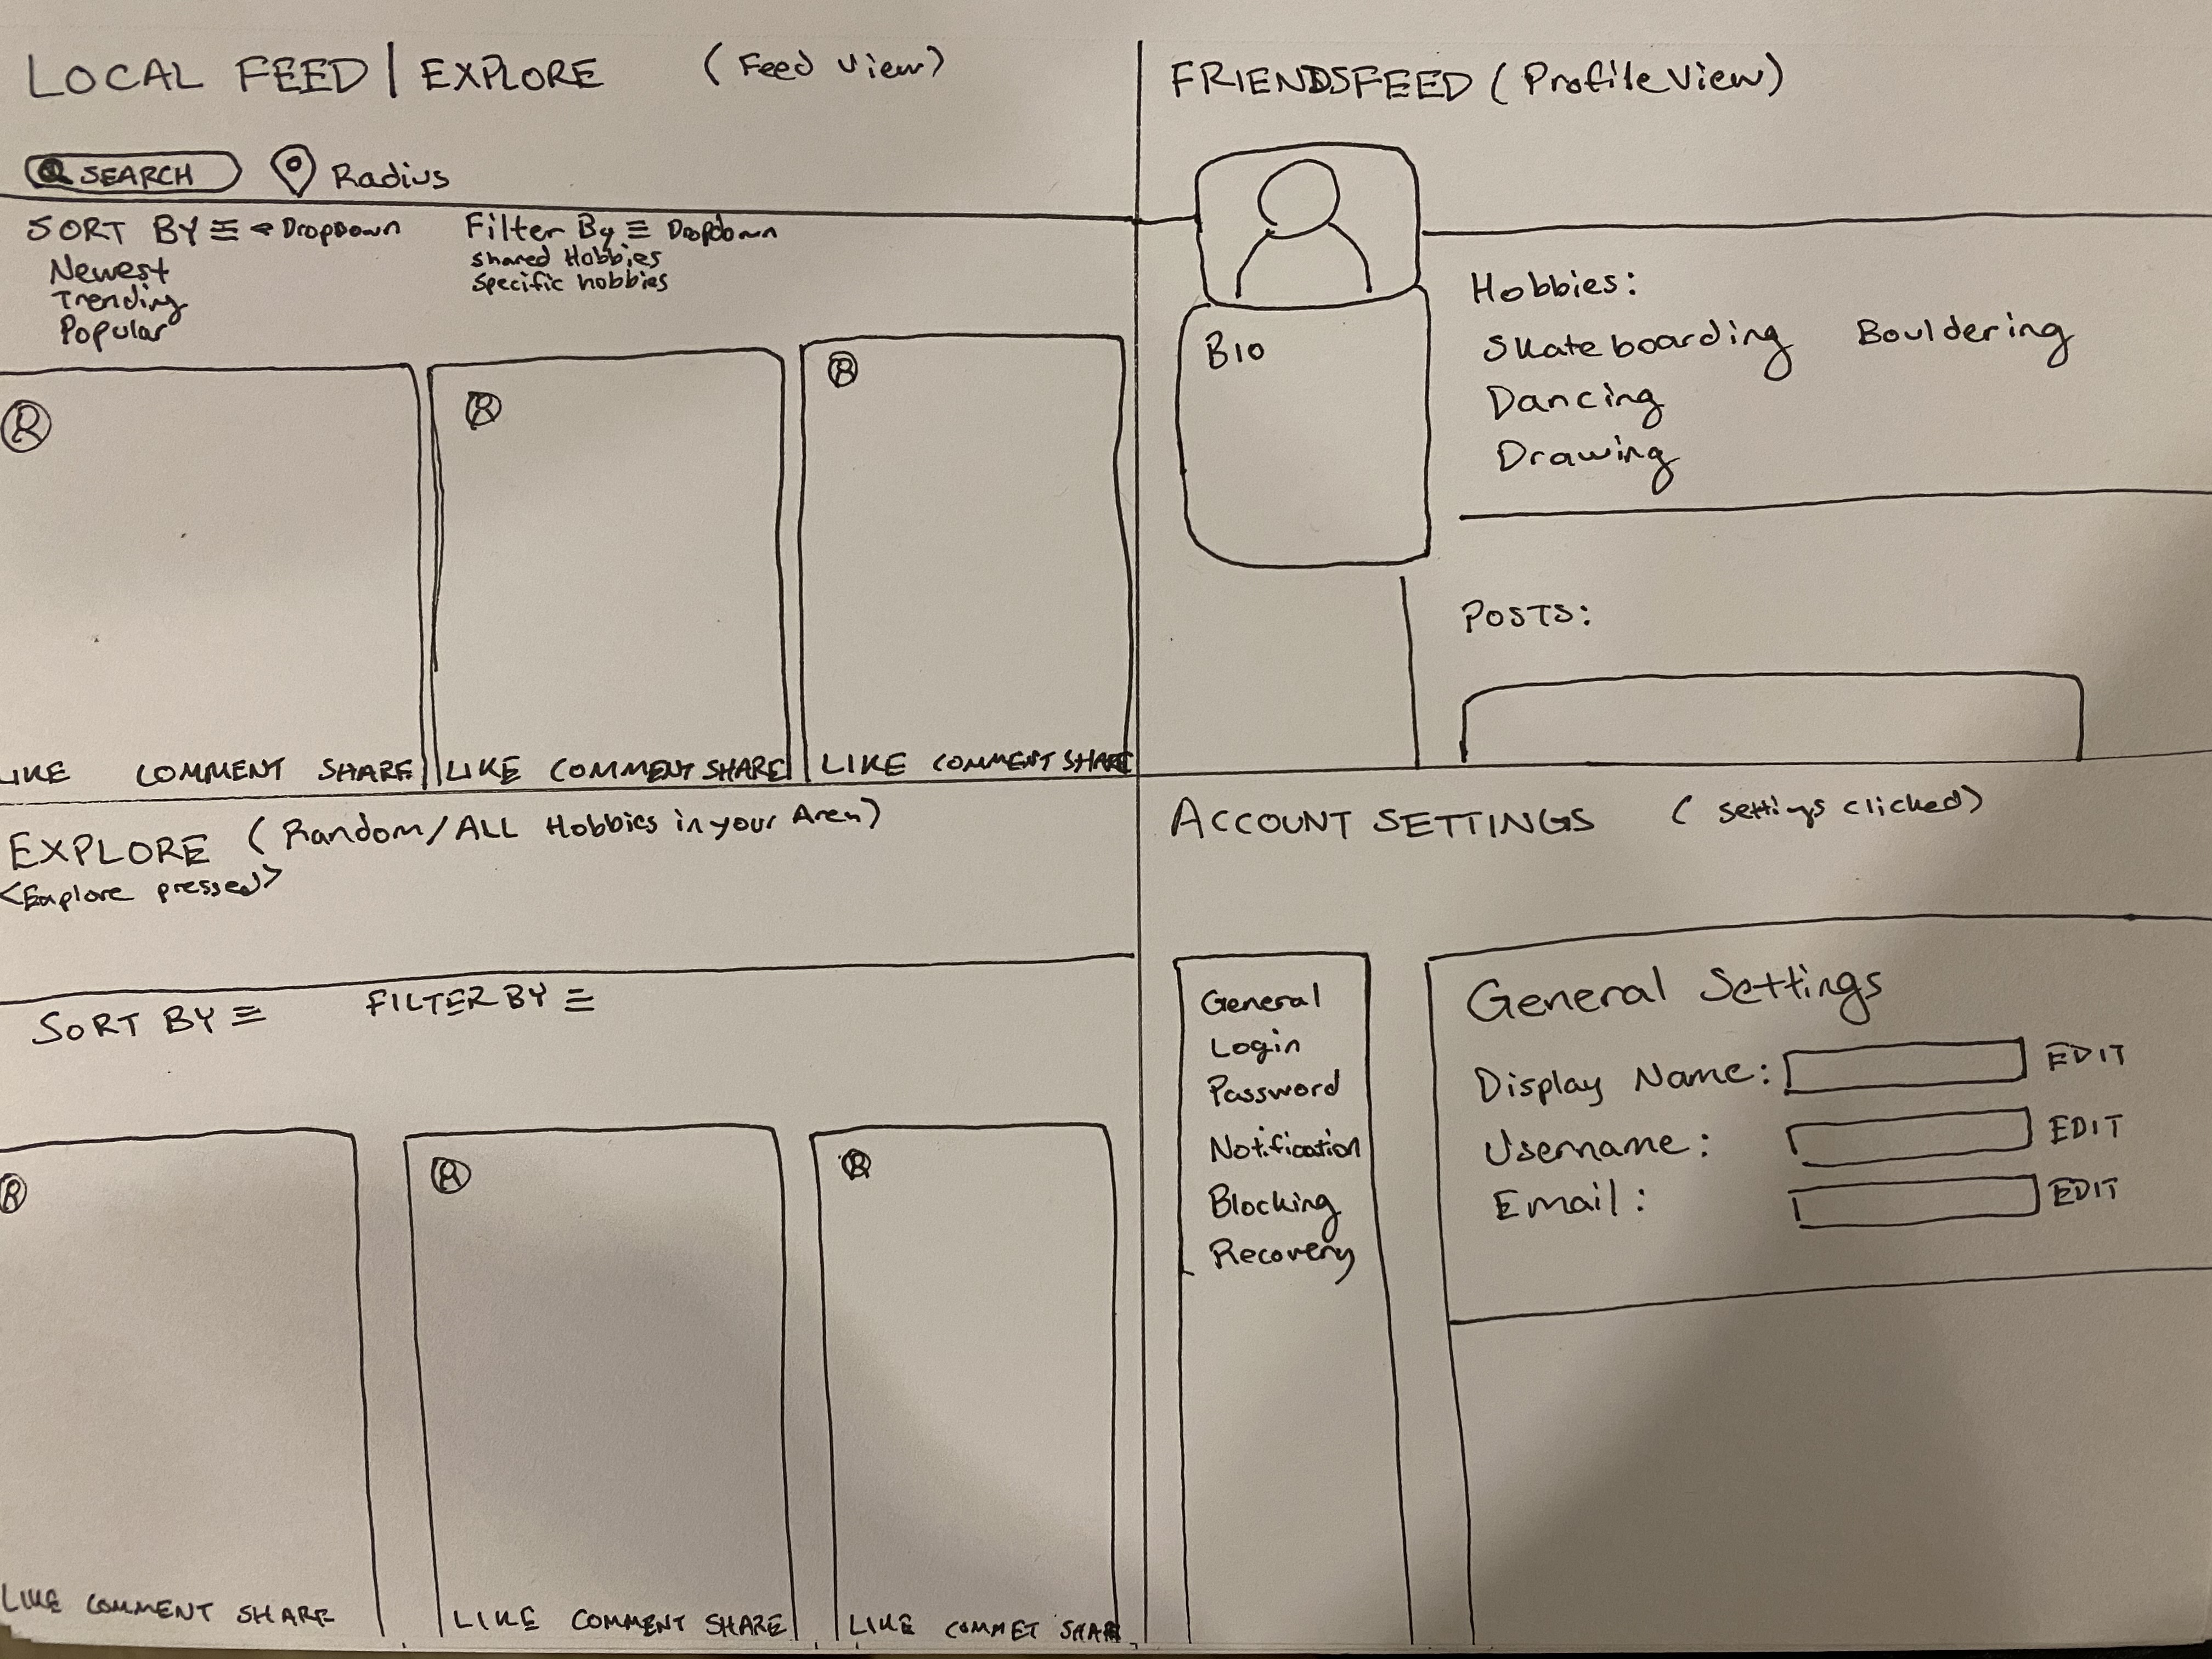 LOCAL FEED | EXPLORE (Feed View)
SEARCH Radius
SORT BY ≡ ← DropDown
Newest
Trending
Popular
Filter By ≡ Dropdown
shared Hobbies
specific hobbies
LIKE COMMENT SHARE
LIKE COMMENT SHARE
LIKE COMMENT SHARE
FRIENDSFEED (Profile View)
BIO
Hobbies:
Skateboarding Bouldering
Dancing
Drawing
POSTS:
EXPLORE (Random/ALL Hobbies in your Area)
<Explore pressed>
SORT BY ≡ FILTER BY ≡
LIKE COMMENT SHARE
LIKE COMMENT SHARE
LIKE COMMET SHAR
ACCOUNT SETTINGS (settings clicked)
General
Login
Password
Notification
Blocking
Recovery
General Settings
Display Name: EDIT
Username: EDIT
Email: EDIT